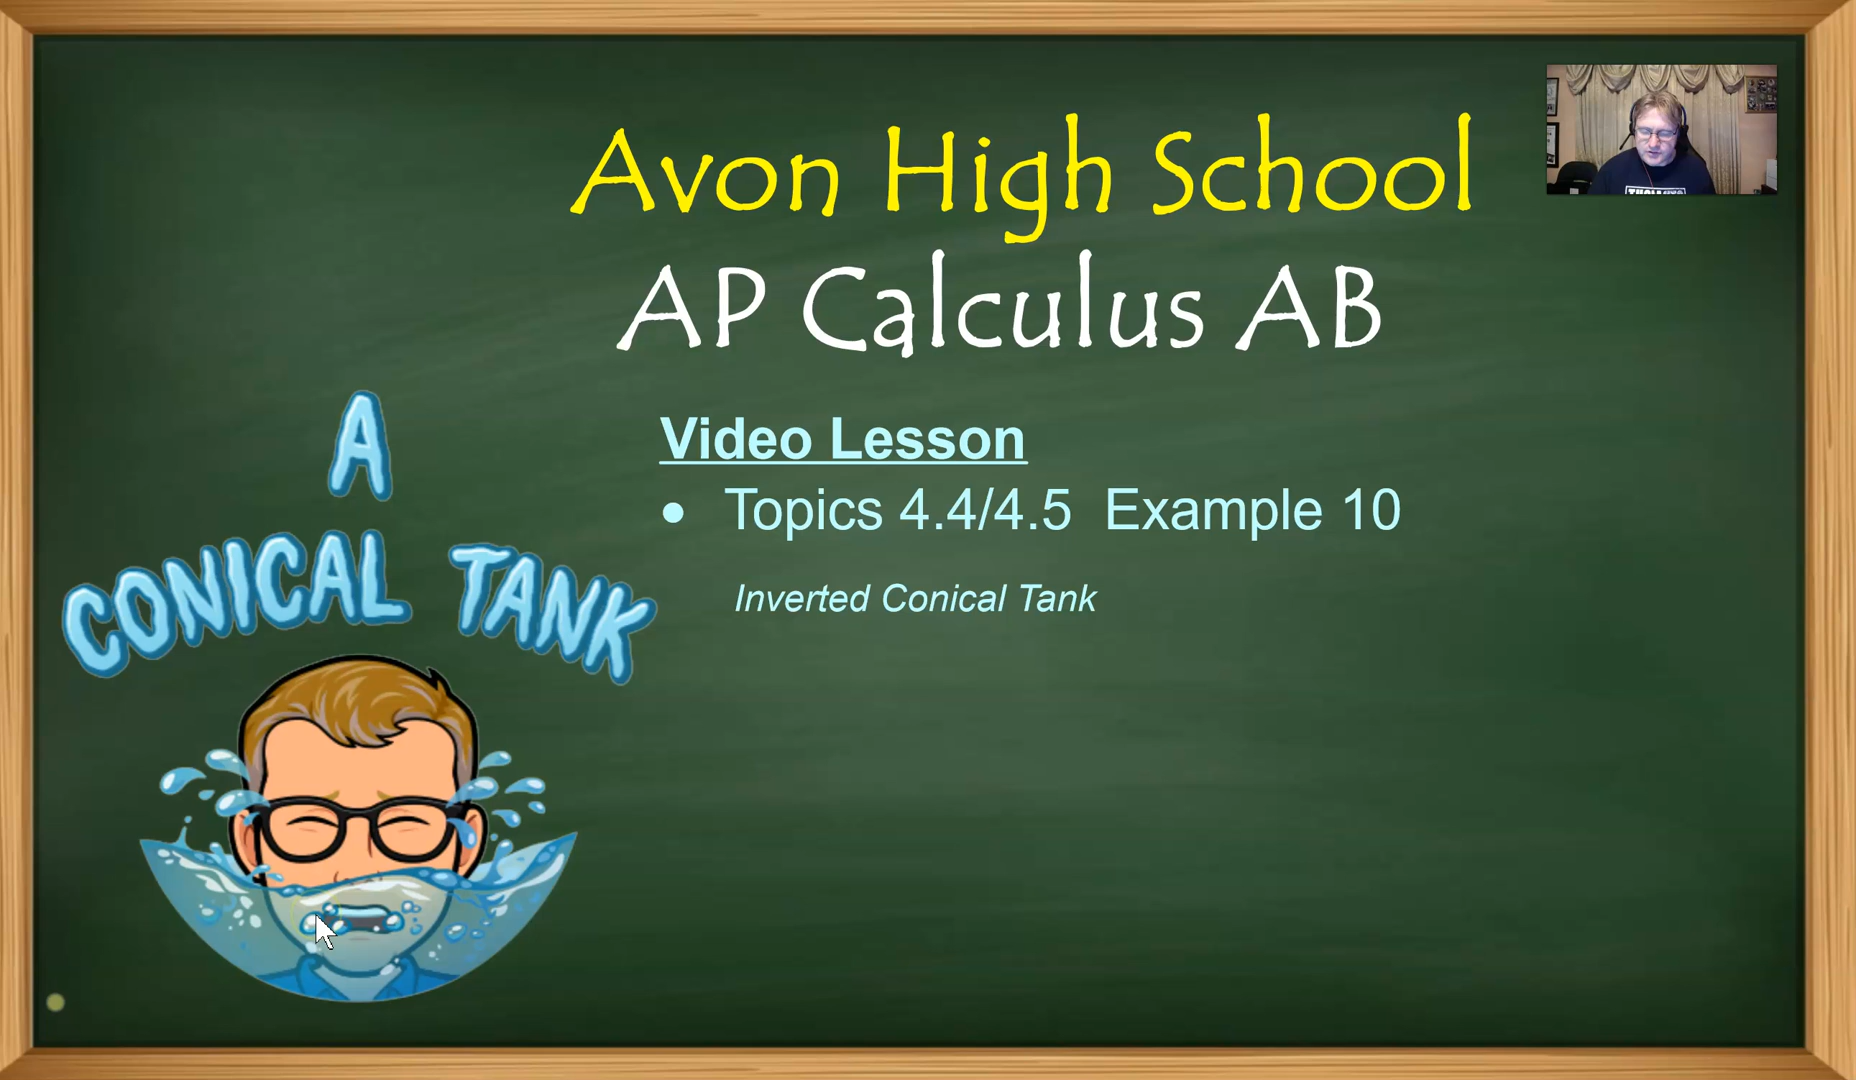 Avon High School
AP Calculus AB
Video Lesson
• Topics 4.4/4.5 Example 10
Inverted Conical Tank
A
CONICAL TANK